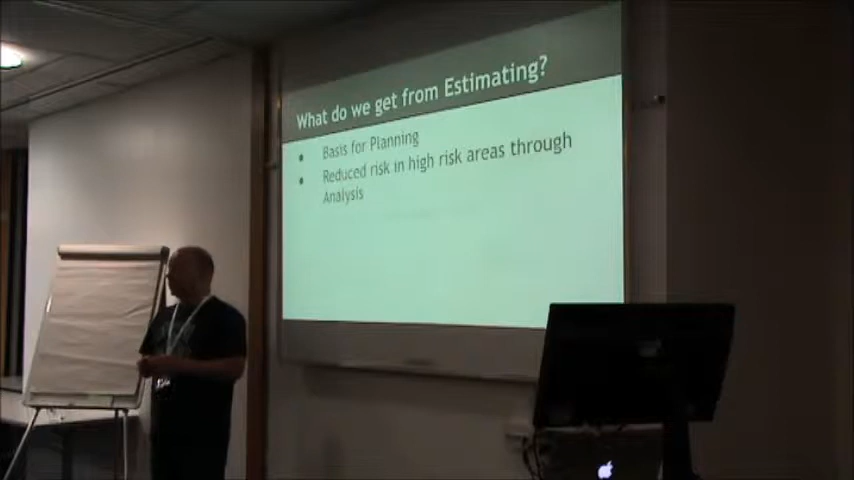 What do we get from Estimating?
● Basis for Planning
● Reduced risk in high risk areas through
Analysis